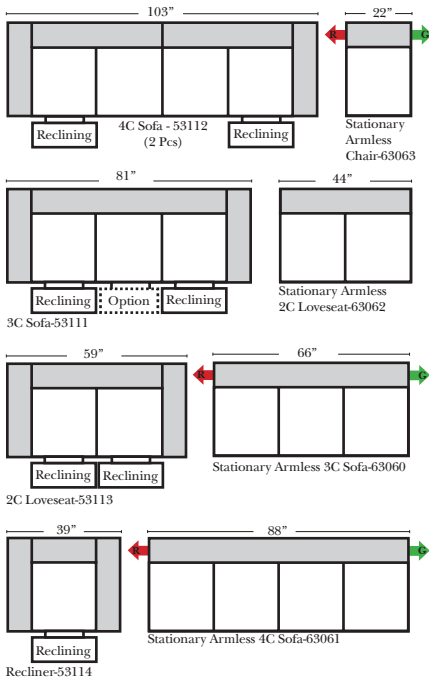 103”
22”
R
G
Reclining
4C Sofa - 53112
(2 Pcs)
Reclining
Stationary
Armless
Chair-63063
81”
44”
Reclining
Option
Reclining
3C Sofa-53111
Stationary Armless
2C Loveseat-63062
59”
66”
R
G
Reclining
Reclining
2C Loveseat-53113
Stationary Armless 3C Sofa-63060
39”
88”
R
G
Reclining
Recliner-53114
Stationary Armless 4C Sofa-63061